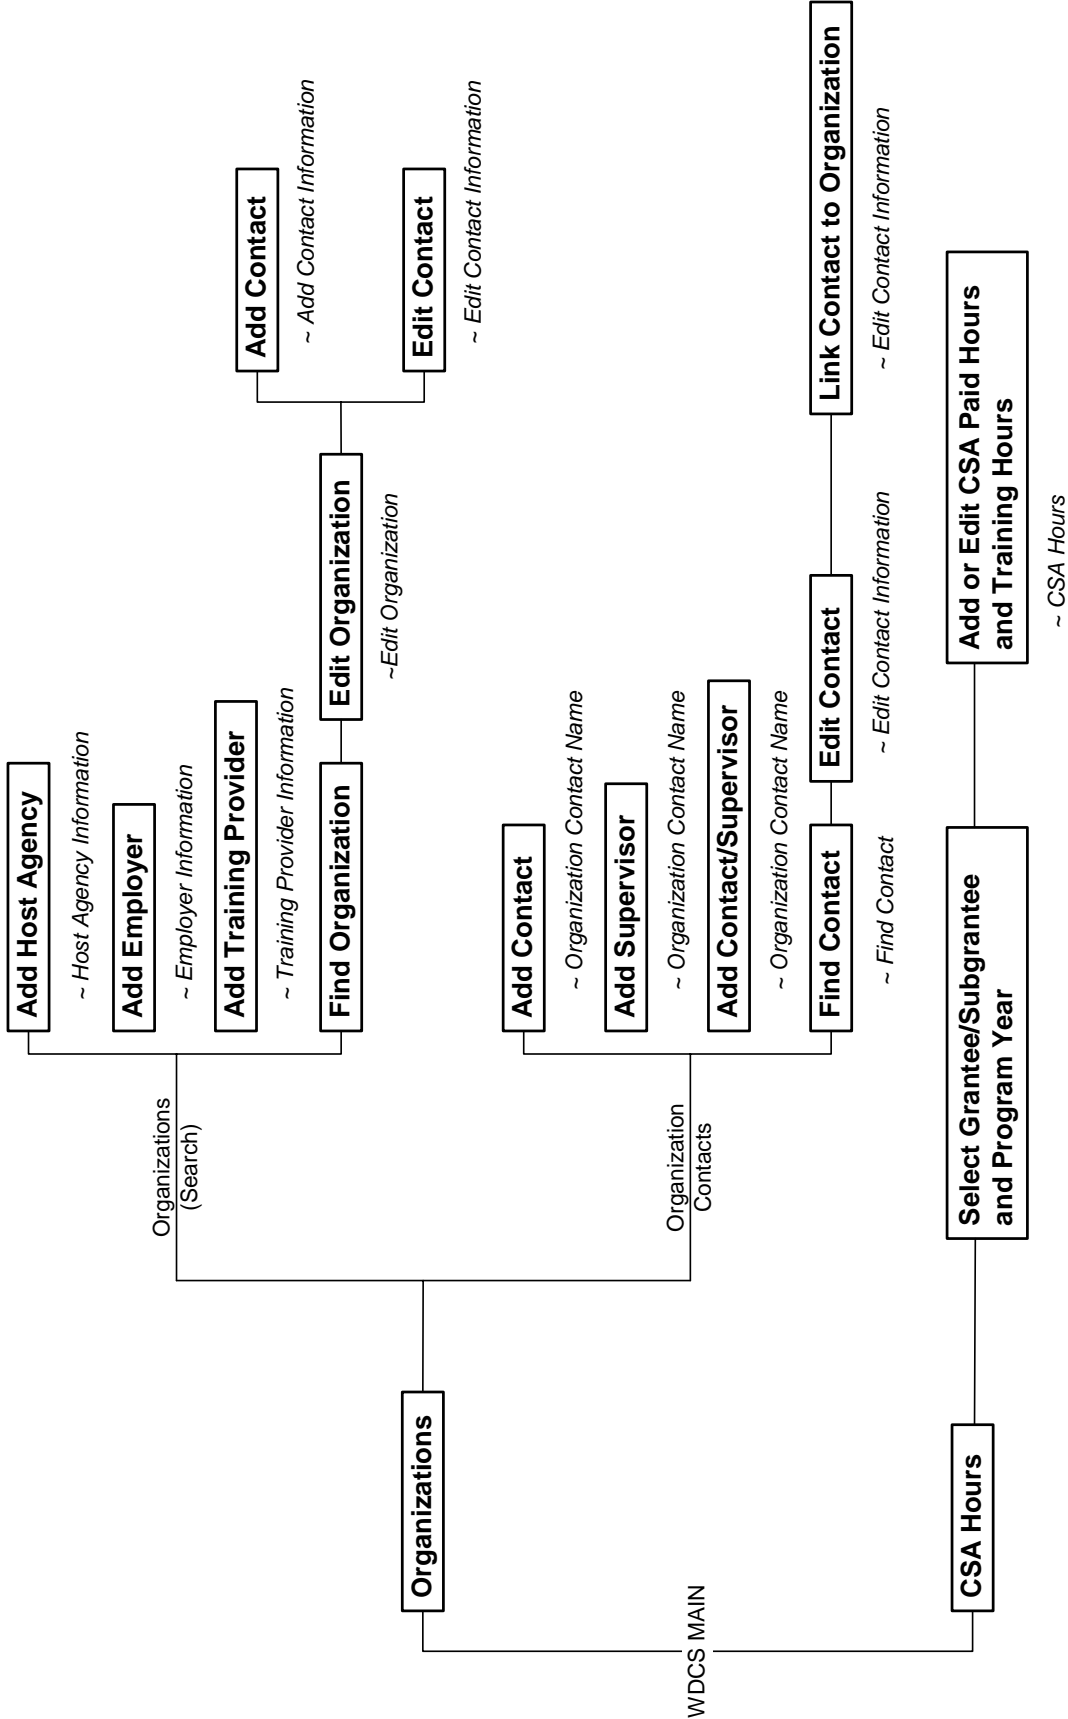 WDCS MAIN
Organizations
Organizations
(Search)
Add Host Agency
~ Host Agency Information
Add Employer
~ Employer Information
Add Training Provider
~ Training Provider Information
Find Organization
Edit Organization
~Edit Organization
Add Contact
~ Add Contact Information
Edit Contact
~ Edit Contact Information
Organization
Contacts
Add Contact
~ Organization Contact Name
Add Supervisor
~ Organization Contact Name
Add Contact/Supervisor
~ Organization Contact Name
Find Contact
~ Find Contact
Edit Contact
~ Edit Contact Information
Link Contact to Organization
~ Edit Contact Information
CSA Hours
Select Grantee/Subgrantee
and Program Year
Add or Edit CSA Paid Hours
and Training Hours
~ CSA Hours